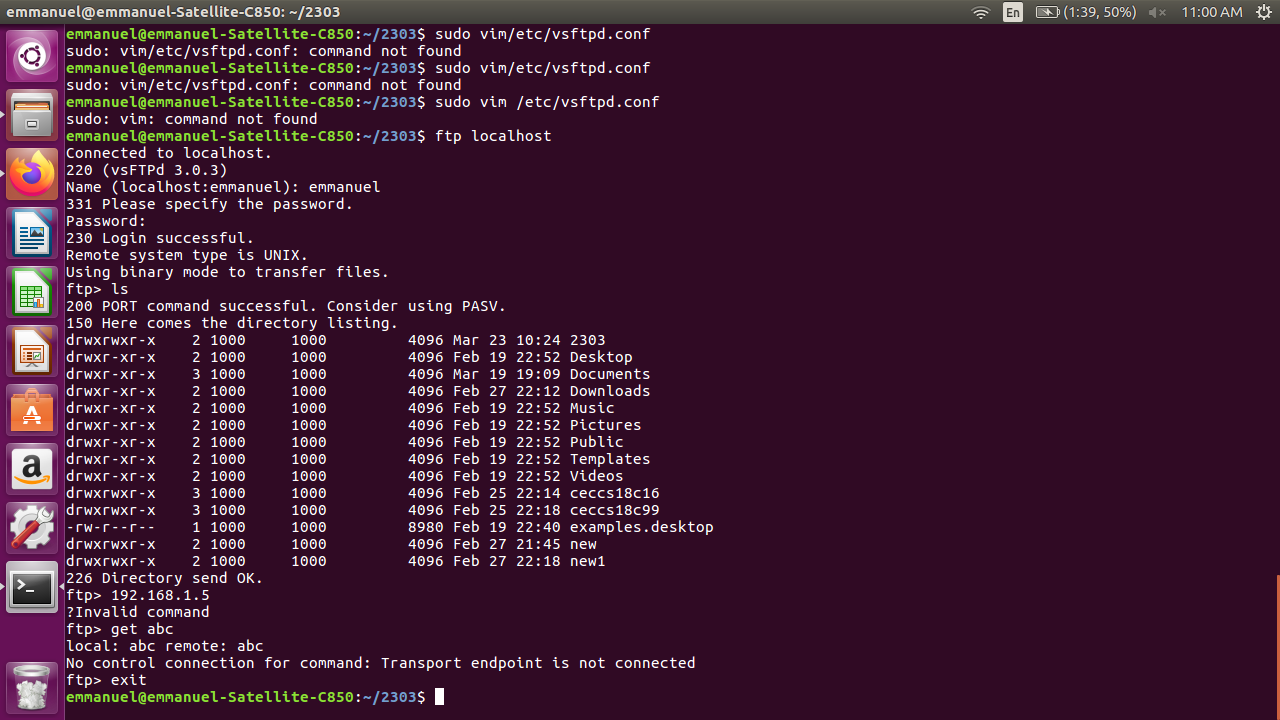 emmanuel@emmanuel-Satellite-C850: ~/2303
En
(1:39, 50%)
11:00 AM
emmanuel@emmanuel-Satellite-C850:~/2303$ sudo vim/etc/vsftpd.conf
sudo: vim/etc/vsftpd.conf: command not found
emmanuel@emmanuel-Satellite-C850:~/2303$ sudo vim/etc/vsftpd.conf
sudo: vim/etc/vsftpd.conf: command not found
emmanuel@emmanuel-Satellite-C850:~/2303$ sudo vim /etc/vsftpd.conf
sudo: vim: command not found
emmanuel@emmanuel-Satellite-C850:~/2303$ ftp localhost
Connected to localhost.
220 (vsFTPd 3.0.3)
Name (localhost:emmanuel): emmanuel
331 Please specify the password.
Password:
230 Login successful.
Remote system type is UNIX.
Using binary mode to transfer files.
ftp> ls
200 PORT command successful. Consider using PASV.
150 Here comes the directory listing.
drwxrwxr-x    2 1000     1000         4096 Mar 23 10:24 2303
drwxr-xr-x    2 1000     1000         4096 Feb 19 22:52 Desktop
drwxr-xr-x    3 1000     1000         4096 Mar 19 19:09 Documents
drwxr-xr-x    2 1000     1000         4096 Feb 27 22:12 Downloads
drwxr-xr-x    2 1000     1000         4096 Feb 19 22:52 Music
drwxr-xr-x    2 1000     1000         4096 Feb 19 22:52 Pictures
drwxr-xr-x    2 1000     1000         4096 Feb 19 22:52 Public
drwxr-xr-x    2 1000     1000         4096 Feb 19 22:52 Templates
drwxr-xr-x    2 1000     1000         4096 Feb 19 22:52 Videos
drwxrwxr-x    3 1000     1000         4096 Feb 25 22:14 ceccs18c16
drwxrwxr-x    3 1000     1000         4096 Feb 25 22:18 ceccs18c99
-rw-r--r--    1 1000     1000         8980 Feb 19 22:40 examples.desktop
drwxrwxr-x    2 1000     1000         4096 Feb 27 21:45 new
drwxrwxr-x    2 1000     1000         4096 Feb 27 22:18 new1
226 Directory send OK.
ftp> 192.168.1.5
?Invalid command
ftp> get abc
local: abc remote: abc
No control connection for command: Transport endpoint is not connected
ftp> exit
emmanuel@emmanuel-Satellite-C850:~/2303$